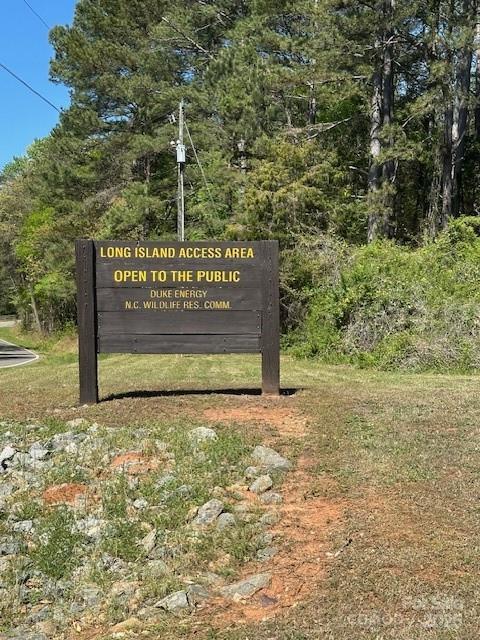 LONG ISLAND ACCESS AREA
OPEN TO THE PUBLIC
DUKE ENERGY
N.C. WILDLIFE RES. COMM.